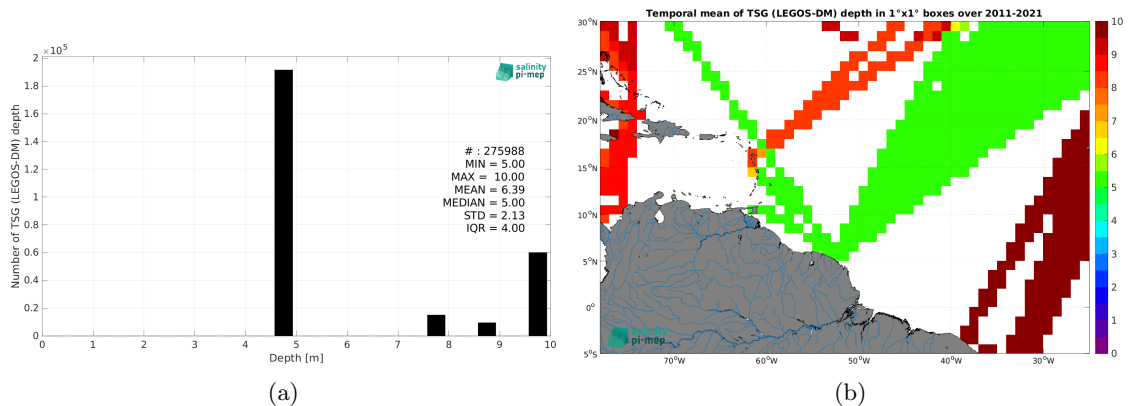 ×10⁵
2
1.8
1.6
1.4
1.2
1
0.8
0.6
0.4
0.2
0
Number of TSG (LEGOS-DM) depth
salinity
pi-mep
# : 275988
MIN = 5.00
MAX = 10.00
MEAN = 6.39
MEDIAN = 5.00
STD = 2.13
IQR = 4.00
0 1 2 3 4 5 6 7 8 9 10
Depth [m]
(a)
Temporal mean of TSG (LEGOS-DM) depth in 1°x1° boxes over 2011-2021
30°N
25°N
20°N
15°N
10°N
5°N
0°
5°S
salinity
pi-mep
70°W 60°W 50°W 40°W 30°W
10
9
8
7
6
5
4
3
2
1
0
(b)